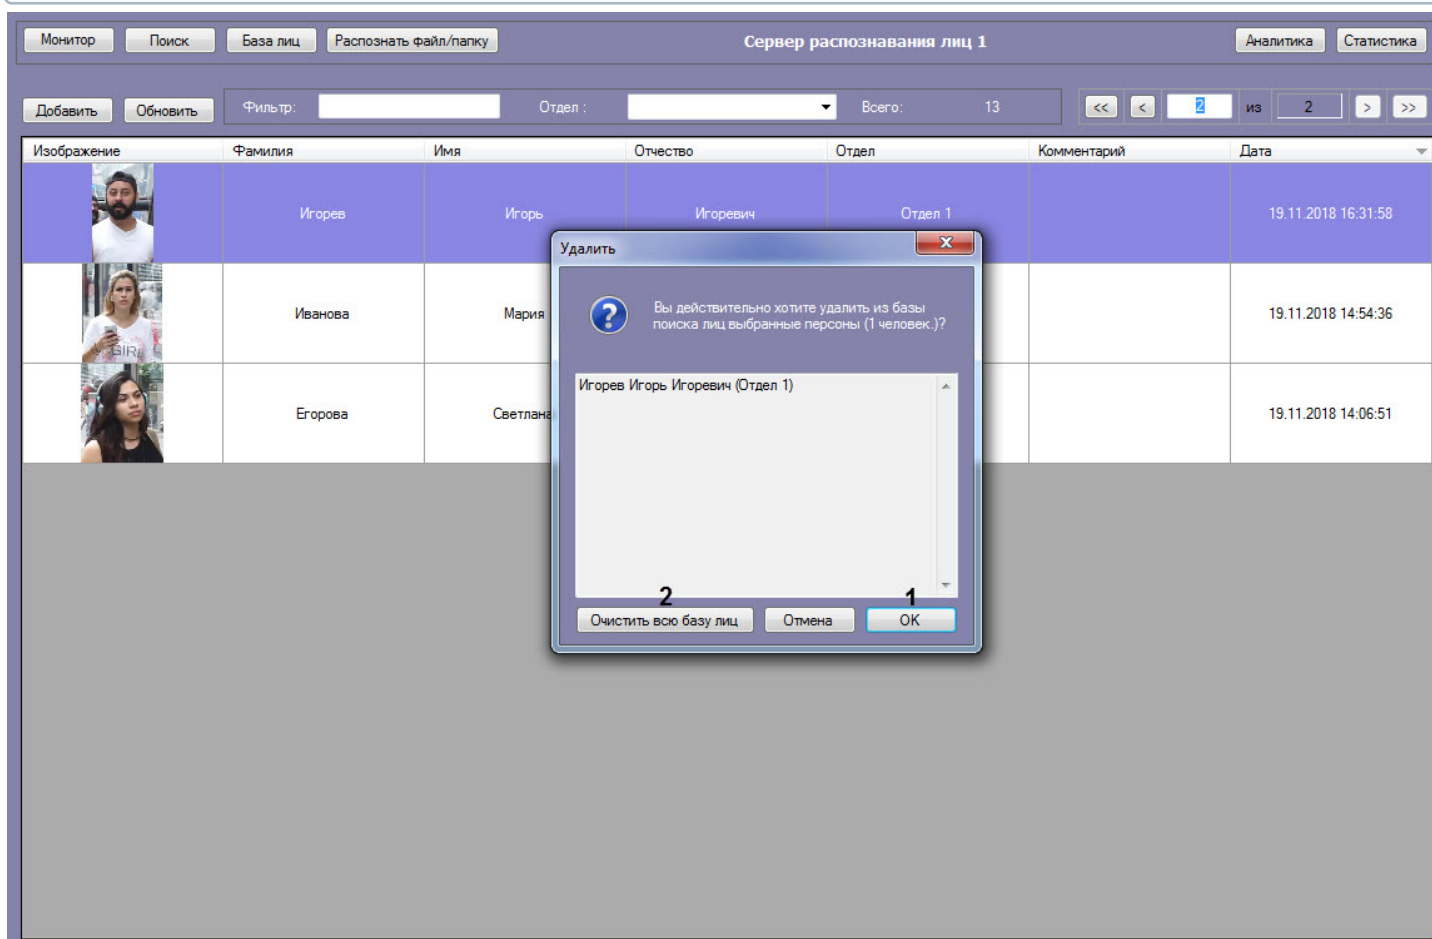 Монитор Поиск База лиц Распознать файл/папку Сервер распознавания лиц 1 Аналитика Статистика
Добавить Обновить Фильтр: Отдел : Всего: 13 << < 2 из 2 > >>
Изображение Фамилия Имя Отчество Отдел Комментарий Дата
Игорев Игорь Игоревич Отдел 1 19.11.2018 16:31:58
Иванова Мария 19.11.2018 14:54:36
GIRL
Егорова Светлана 19.11.2018 14:06:51
Удалить
Вы действительно хотите удалить из базы
поиска лиц выбранные персоны (1 человек.)?
Игорев Игорь Игоревич (Отдел 1)
2 1
Очистить всю базу лиц Отмена OK